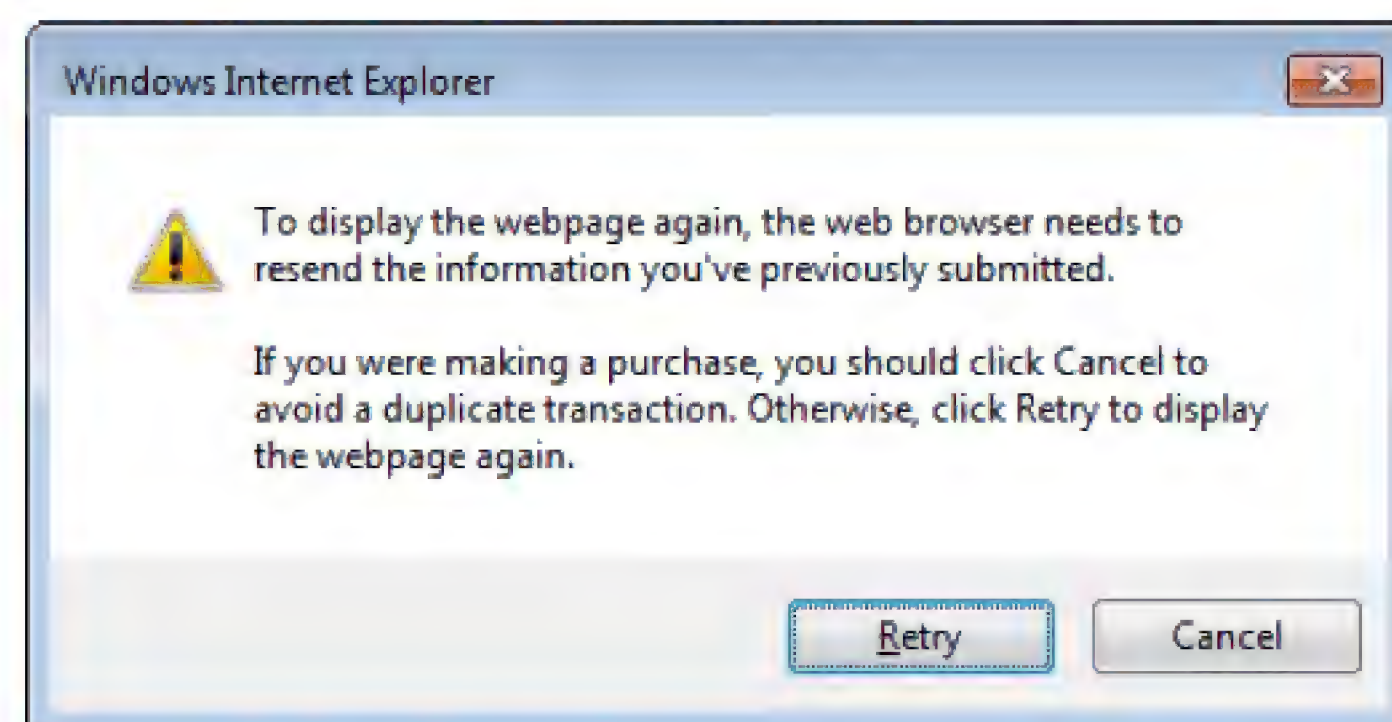 Windows Internet Explorer
To display the webpage again, the web browser needs to
resend the information you've previously submitted.
If you were making a purchase, you should click Cancel to
avoid a duplicate transaction. Otherwise, click Retry to display
the webpage again.
Retry
Cancel